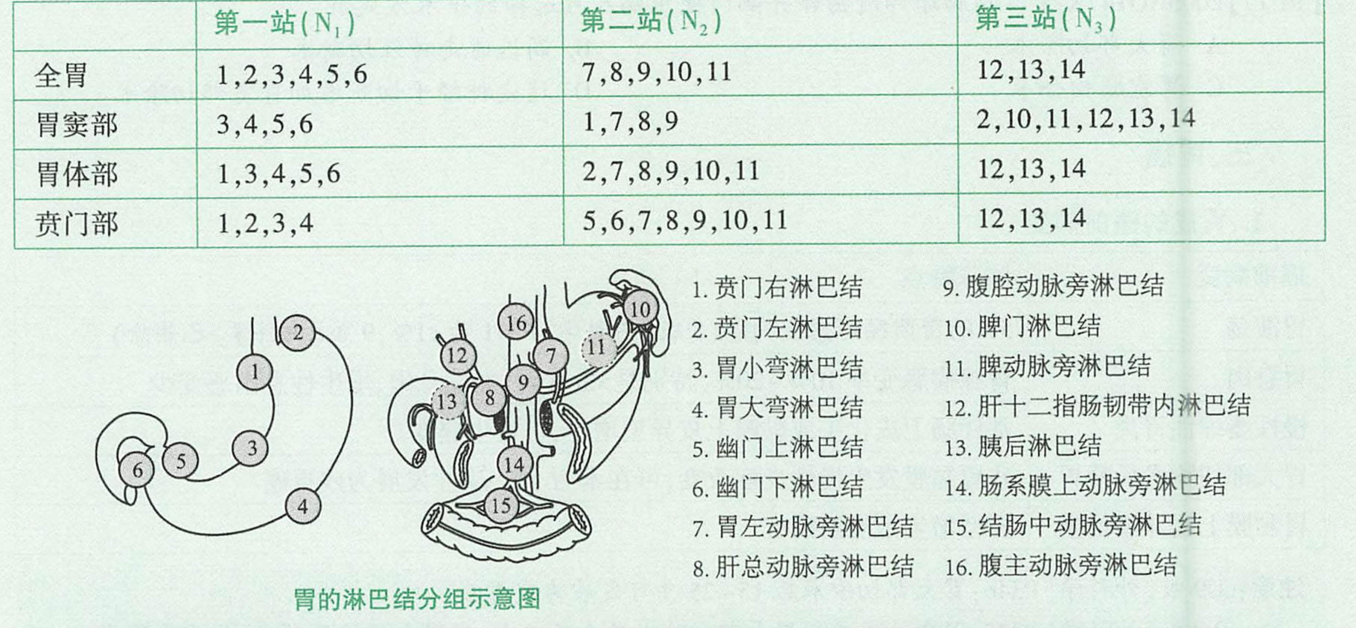 第一站(N₁) 第二站(N₂) 第三站(N₃)
全胃 1,2,3,4,5,6 7,8,9,10,11 12,13,14
胃窦部 3,4,5,6 1,7,8,9 2,10,11,12,13,14
胃体部 1,3,4,5,6 2,7,8,9,10,11 12,13,14
贲门部 1,2,3,4 5,6,7,8,9,10,11 12,13,14
2
1
3
5
6
4
16
10
12
7
11
9
13
8
14
15
1. 贲门右淋巴结
2. 贲门左淋巴结
3. 胃小弯淋巴结
4. 胃大弯淋巴结
5. 幽门上淋巴结
6. 幽门下淋巴结
7. 胃左动脉旁淋巴结
8. 肝总动脉旁淋巴结
9. 腹腔动脉旁淋巴结
10. 脾门淋巴结
11. 脾动脉旁淋巴结
12. 肝十二指肠韧带内淋巴结
13. 胰后淋巴结
14. 肠系膜上动脉旁淋巴结
15. 结肠中动脉旁淋巴结
16. 腹主动脉旁淋巴结
胃的淋巴结分组示意图